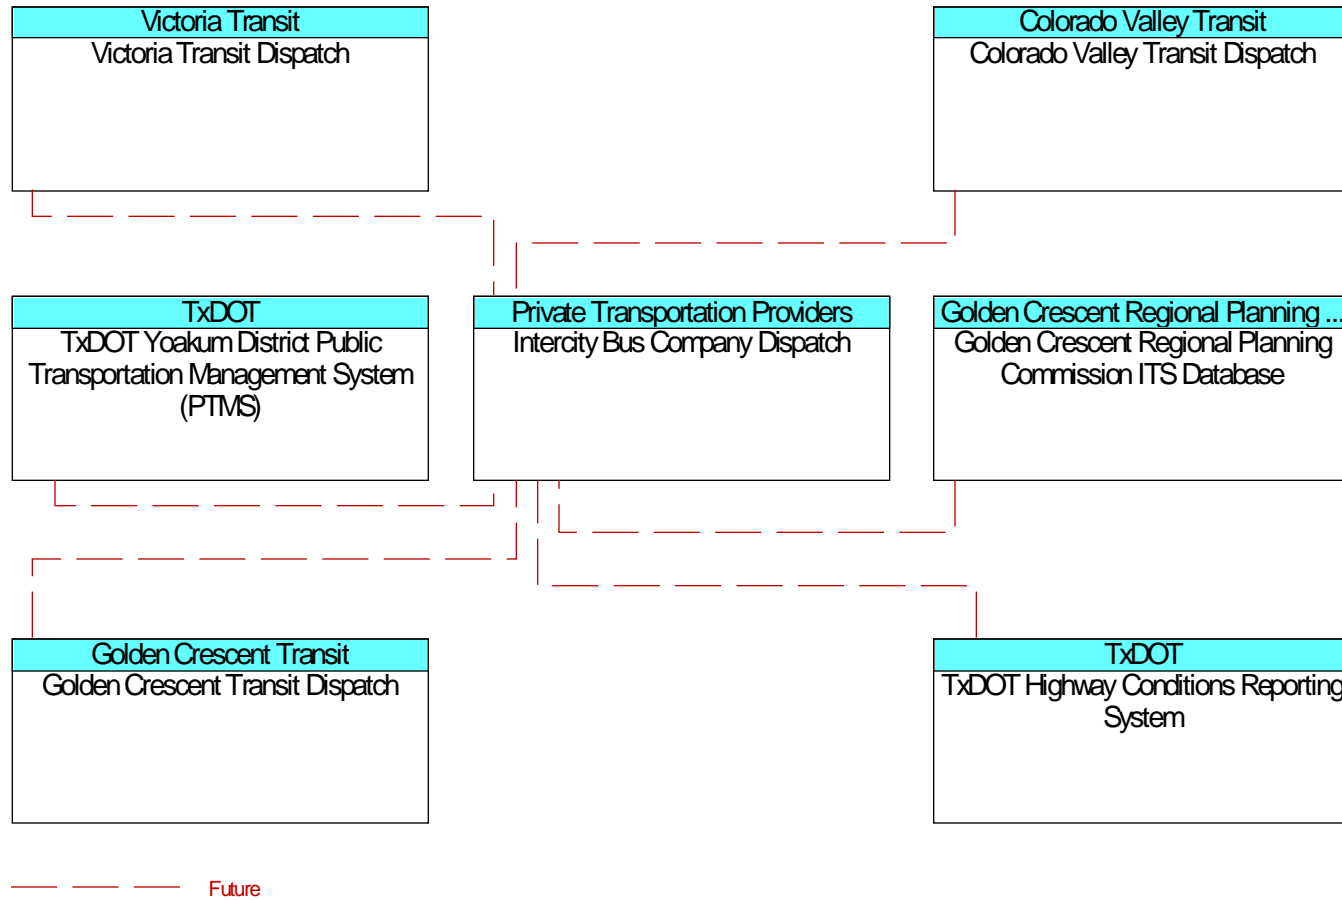 Victoria Transit
Victoria Transit Dispatch
Colorado Valley Transit
Colorado Valley Transit Dispatch
TxDOT
TxDOT Yoakum District Public
Transportation Management System
(PTMS)
Private Transportation Providers
Intercity Bus Company Dispatch
Golden Crescent Regional Planning ...
Golden Crescent Regional Planning
Commission ITS Database
Golden Crescent Transit
Golden Crescent Transit Dispatch
TxDOT
TxDOT Highway Conditions Reporting
System
Future